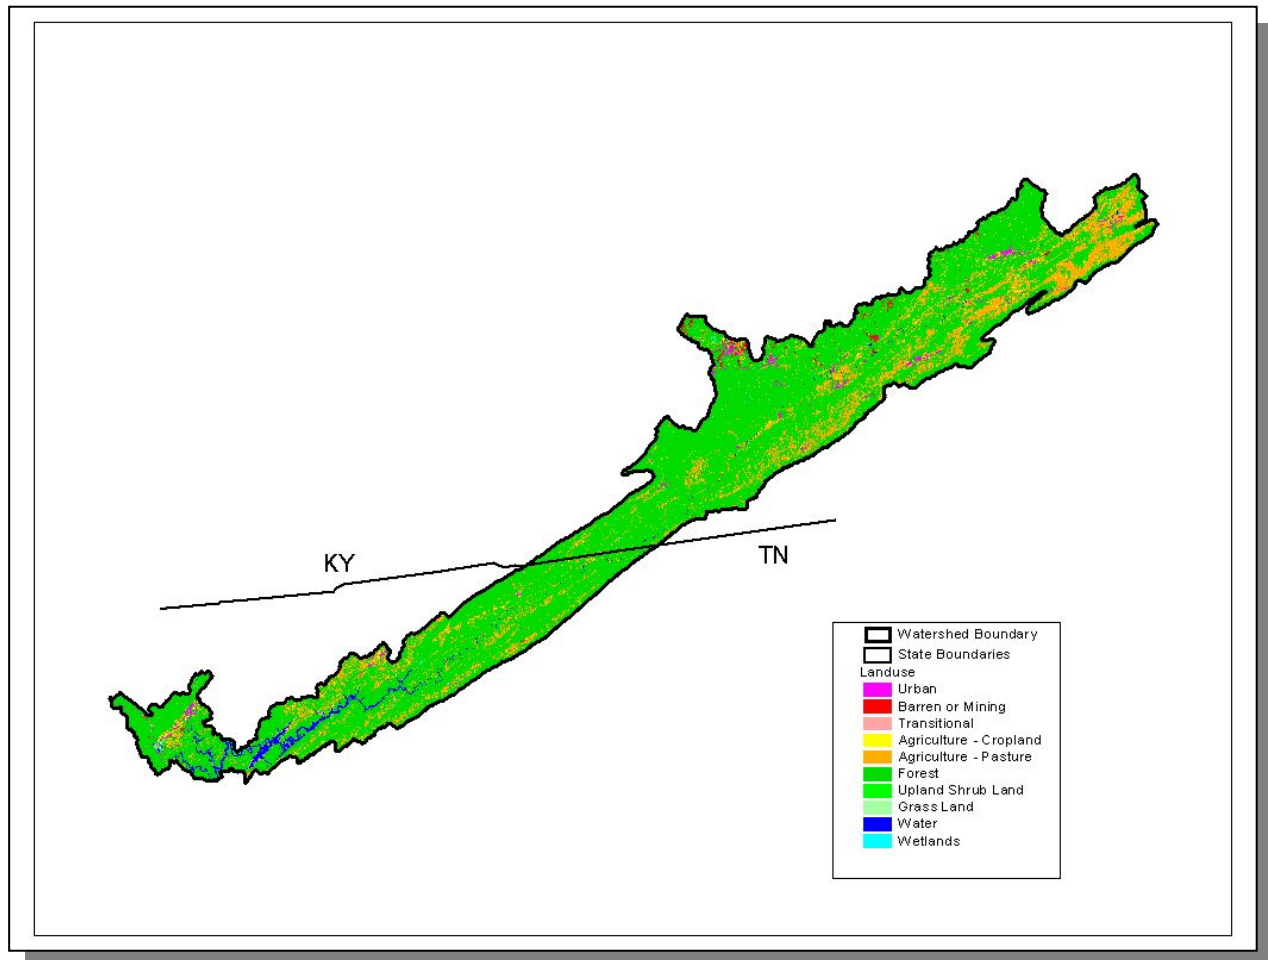 KY
TN
Watershed Boundary
State Boundaries
Landuse
Urban
Barren or Mining
Transitional
Agriculture - Cropland
Agriculture - Pasture
Forest
Upland Shrub Land
Grass Land
Water
Wetlands